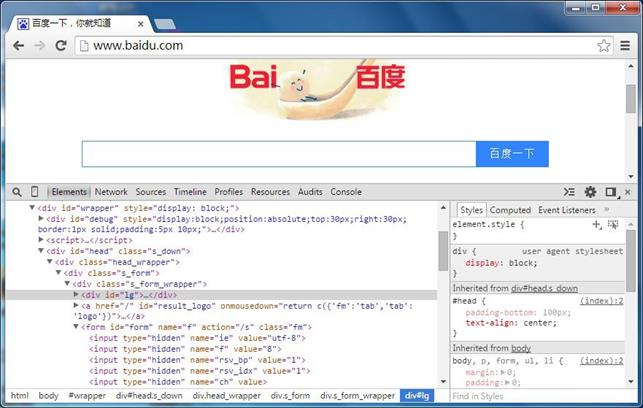 百度一下，你就知道
www.baidu.com
Bai 百度
百度一下
Elements Network Sources Timeline Profiles Resources Audits Console
<div id="wrapper" style="display: block;">
<div id="debug" style="display:block;position:absolute;top:30px;right:30px;
border:1px solid;padding:5px 10px;">…</div>
<script>…</script>
<div id="head" class="s_down">
<div class="head_wrapper">
<div class="s_form">
<div class="s_form_wrapper">
<div id="lg">…</div>
<a href="/" id="result_logo" onmousedown="return c({'fm':'tab','tab':
'logo'})">…</a>
<form id="form" name="f" action="/s" class="fm">
<input type="hidden" name="ie" value="utf-8">
<input type="hidden" name="f" value="8">
<input type="hidden" name="rsv_bp" value="1">
<input type="hidden" name="rsv_idx" value="1">
<input type="hidden" name="ch" value>
html body #wrapper div#head.s_down div.head_wrapper div.s_form div.s_form_wrapper div#lg
Styles Computed Event Listeners »
element.style {
}
div { user agent stylesheet
display: block;
}
Inherited from div#head.s_down
#head { (index):2
padding-bottom: 100px;
text-align: center;
}
Inherited from body
body, p, form, ul, li { (index):2
margin: 0;
padding: 0;
Find in Styles